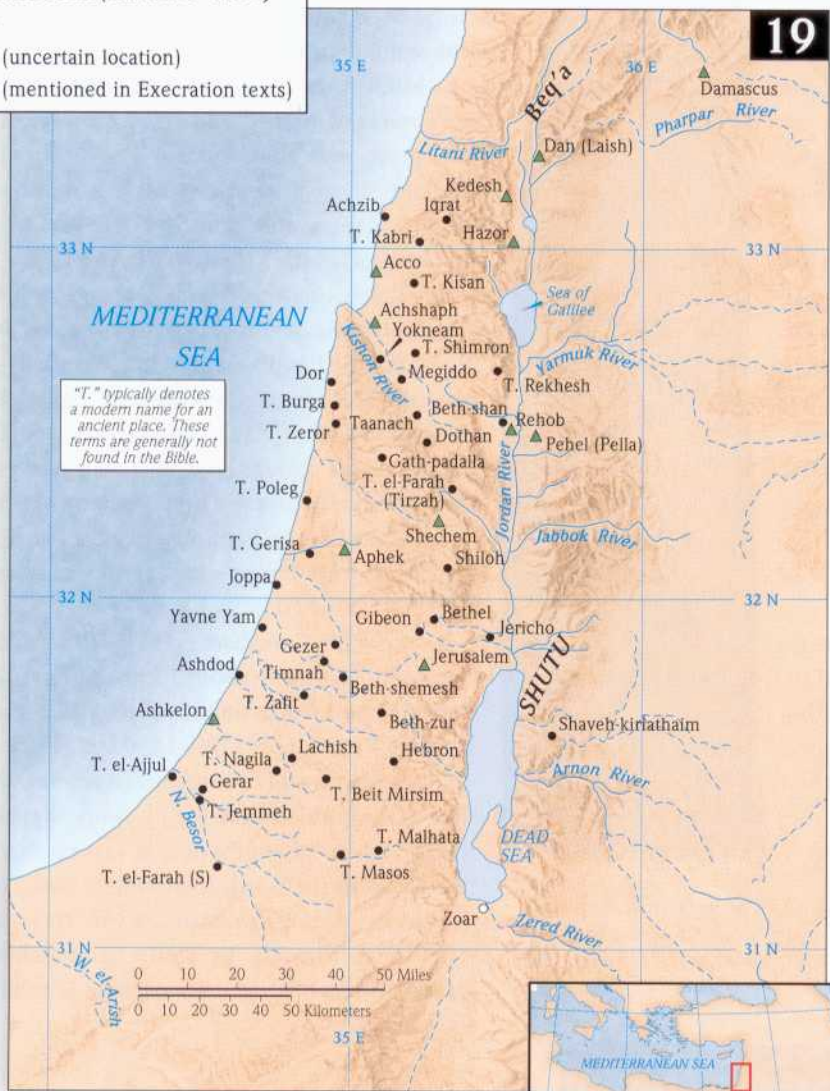 19
(uncertain location)
(mentioned in Execration texts)
35 E
36 E
Beq'a
Damascus
Pharpar River
Litani River
Dan (Laish)
Kedesh
Achzib
Iqrat
T. Kabri
Hazor
33 N
33 N
Acco
T. Kisan
Sea of
Galilee
MEDITERRANEAN
SEA
Achshaph
Yokneam
Kishon River
T. Shimron
Yarmuk River
Dor
Megiddo
T. Rekhesh
"T." typically denotes
a modern name for an
ancient place. These
terms are generally not
found in the Bible.
T. Burga
Beth-shan
Rehob
T. Zeror
Taanach
Dothan
Pehel (Pella)
Gath-padalla
T. el-Farah
(Tirzah)
T. Poleg
Jordan River
Shechem
Jabbok River
T. Gerisa
Aphek
Shiloh
Joppa
32 N
32 N
Yavne Yam
Gibeon
Bethel
Jericho
Gezer
Jerusalem
SHUTU
Ashdod
Timnah
Beth-shemesh
T. Zafit
Ashkelon
Beth-zur
Shaveh-kiriathaim
T. el-Ajjul
T. Nagila
Lachish
Hebron
Arnon River
Gerar
T. Beit Mirsim
T. Jemmeh
N. Besor
T. Malhata
DEAD
SEA
T. el-Farah (S)
T. Masos
Zoar
Zered River
31 N
31 N
W. el-Arish
0 10 20 30 40 50 Miles
0 10 20 30 40 50 Kilometers
35 E
MEDITERRANEAN SEA